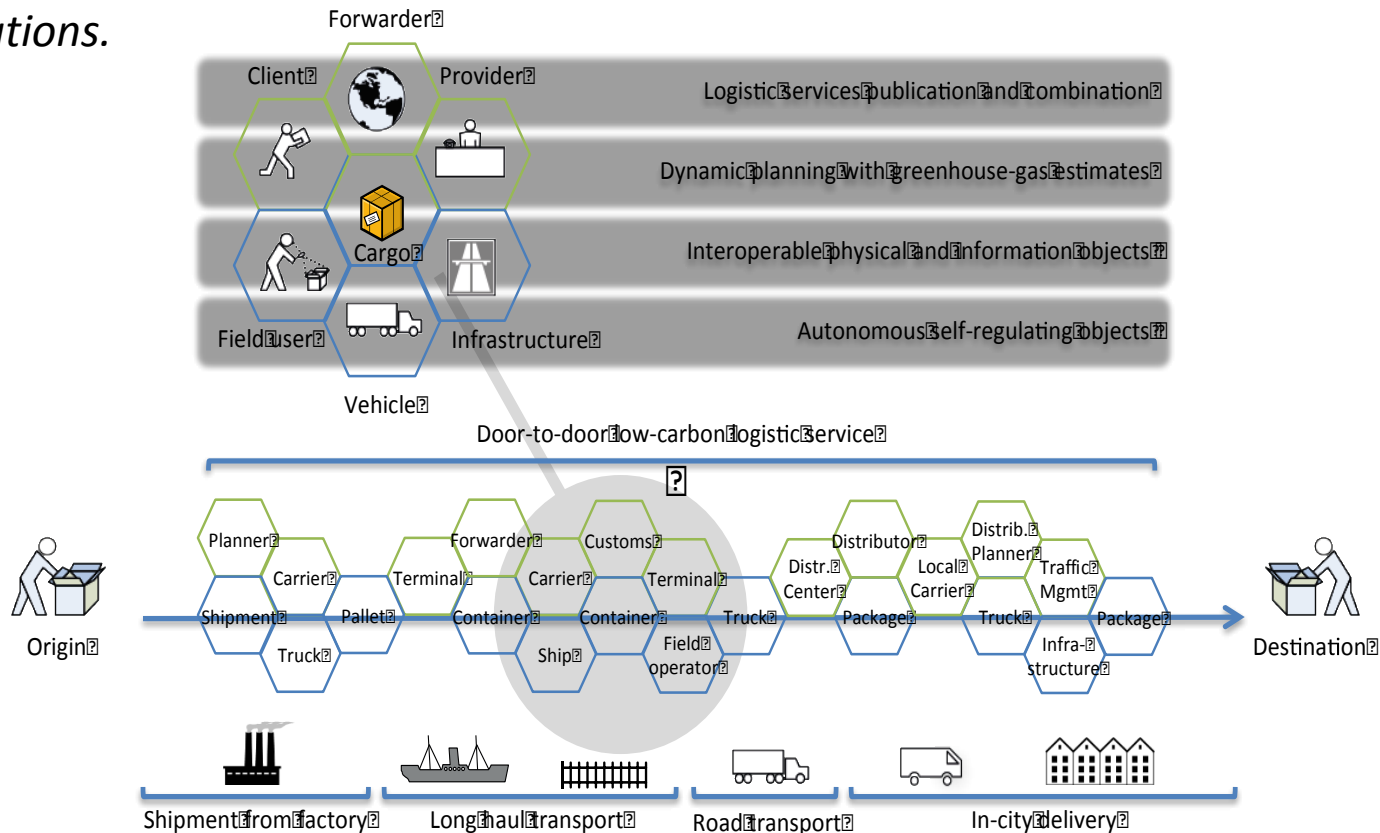 tions.
Forwarder⍰
Client⍰
Provider⍰
Logistic⍰services⍰publication⍰and⍰combination⍰
Dynamic⍰planning⍰with⍰greenhouse-gas⍰estimates⍰
Cargo⍰
Interoperable⍰physical⍰and⍰information⍰objects⍰⍰
Field⍰user⍰
Infrastructure⍰
Autonomous⍰self-regulating⍰objects⍰⍰
Vehicle⍰
Door-to-door⍰low-carbon⍰logistic⍰service⍰
⍰
Planner⍰
Carrier⍰
Shipment⍰
Truck⍰
Pallet⍰
Terminal⍰
Forwarder⍰
Container⍰
Carrier⍰
Ship⍰
Customs⍰
Container⍰
Terminal⍰
Field⍰
operator⍰
Truck⍰
Distr.⍰
Center⍰
Distributor⍰
Package⍰
Local⍰
Carrier⍰
Distrib.⍰
Planner⍰
Truck⍰
Traffic⍰
Mgmt⍰
Infra-⍰
structure⍰
Package⍰
Origin⍰
Destination⍰
Shipment⍰from⍰factory⍰
Long⍰haul⍰transport⍰
Road⍰transport⍰
In-city⍰delivery⍰